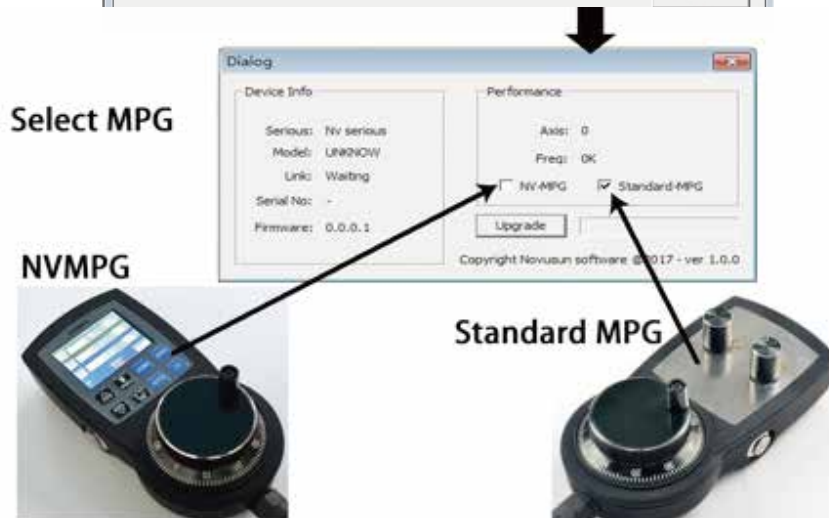 Dialog
Select MPG
Device Info
Serious: Nv serious
Model: UNKNOW
Link: Waiting
Serial No: -
Firmware: 0.0.0.1
Performance
Axis: 0
Freq: 0K
NV-MPG Standard-MPG
Upgrade
Copyright Novusun software @2017 - ver 1.0.0
NVMPG
Standard MPG